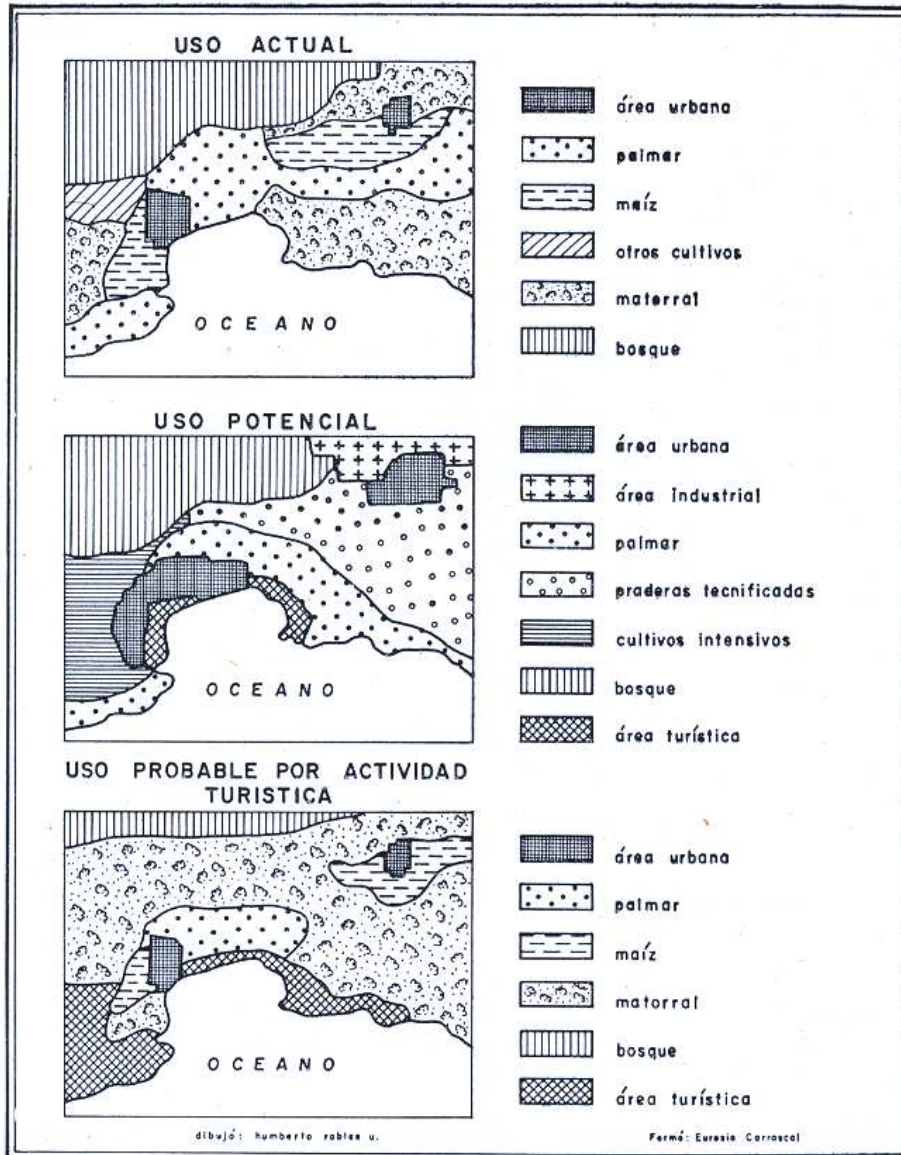 USO ACTUAL
área urbana
palmar
maíz
otros cultivos
materral
bosque
OCEANO
USO POTENCIAL
área urbana
área industrial
palmar
praderas tecnificadas
cultivos intensivos
bosque
área turística
OCEANO
USO PROBABLE POR ACTIVIDAD
TURISTICA
área urbana
palmar
maíz
matorral
bosque
área turística
OCEANO
dibujó: humberto robles u.
Formó: Eurosia Carrascal